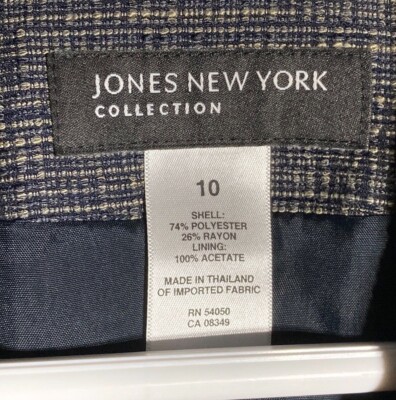 JONES NEW YORK
COLLECTION
10
SHELL:
74% POLYESTER
26% RAYON
LINING:
100% ACETATE
MADE IN THAILAND
OF IMPORTED FABRIC
RN 54050
CA 08349